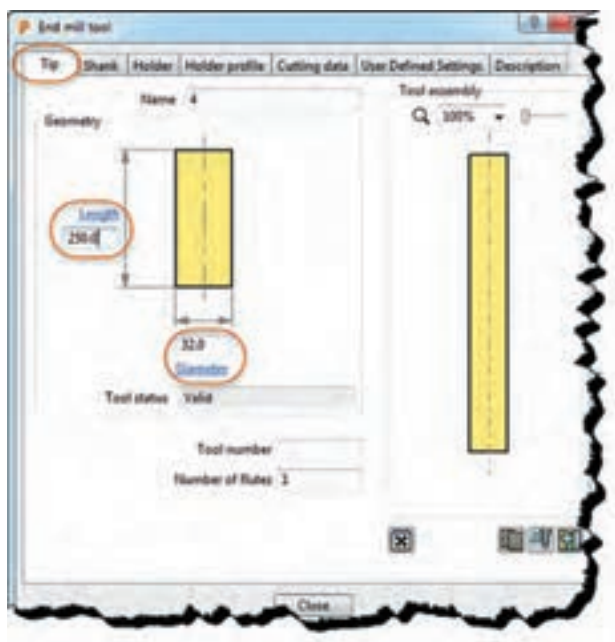 End mill tool
Tip Shank Holder Holder profile Cutting data User Defined Settings Description
Name 4
Tool assembly
Geometry
100%
Length
250.0
32.0
Diameter
Tool status Valid
Tool number
Number of flutes 1
Close